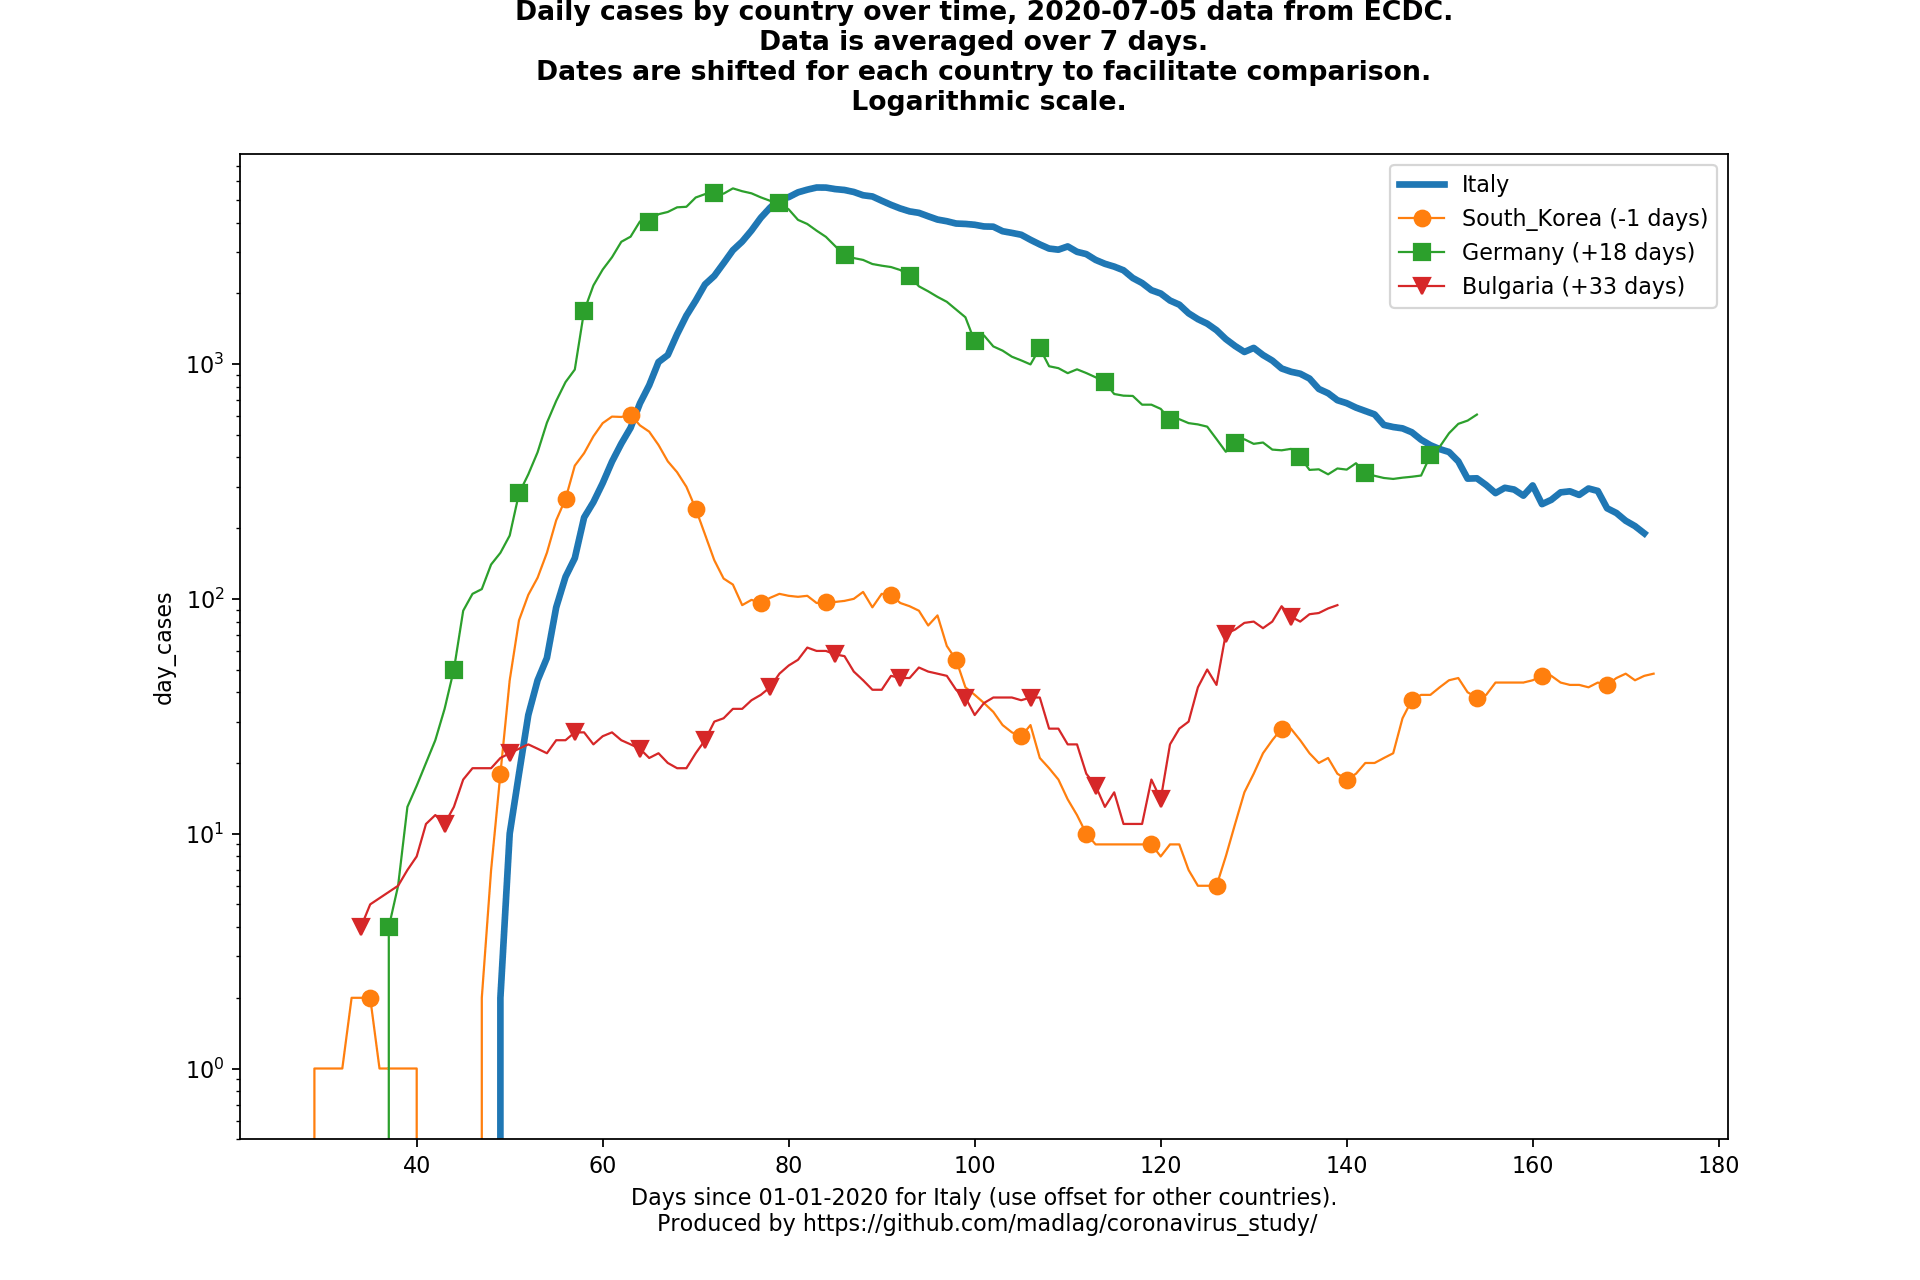 Daily cases by country over time, 2020-07-05 data from ECDC.
Data is averaged over 7 days.
Dates are shifted for each country to facilitate comparison.
Logarithmic scale.
Italy
South_Korea (-1 days)
Germany (+18 days)
Bulgaria (+33 days)
day_cases
10³
10²
10¹
10⁰
40 60 80 100 120 140 160 180
Days since 01-01-2020 for Italy (use offset for other countries).
Produced by https://github.com/madlag/coronavirus_study/